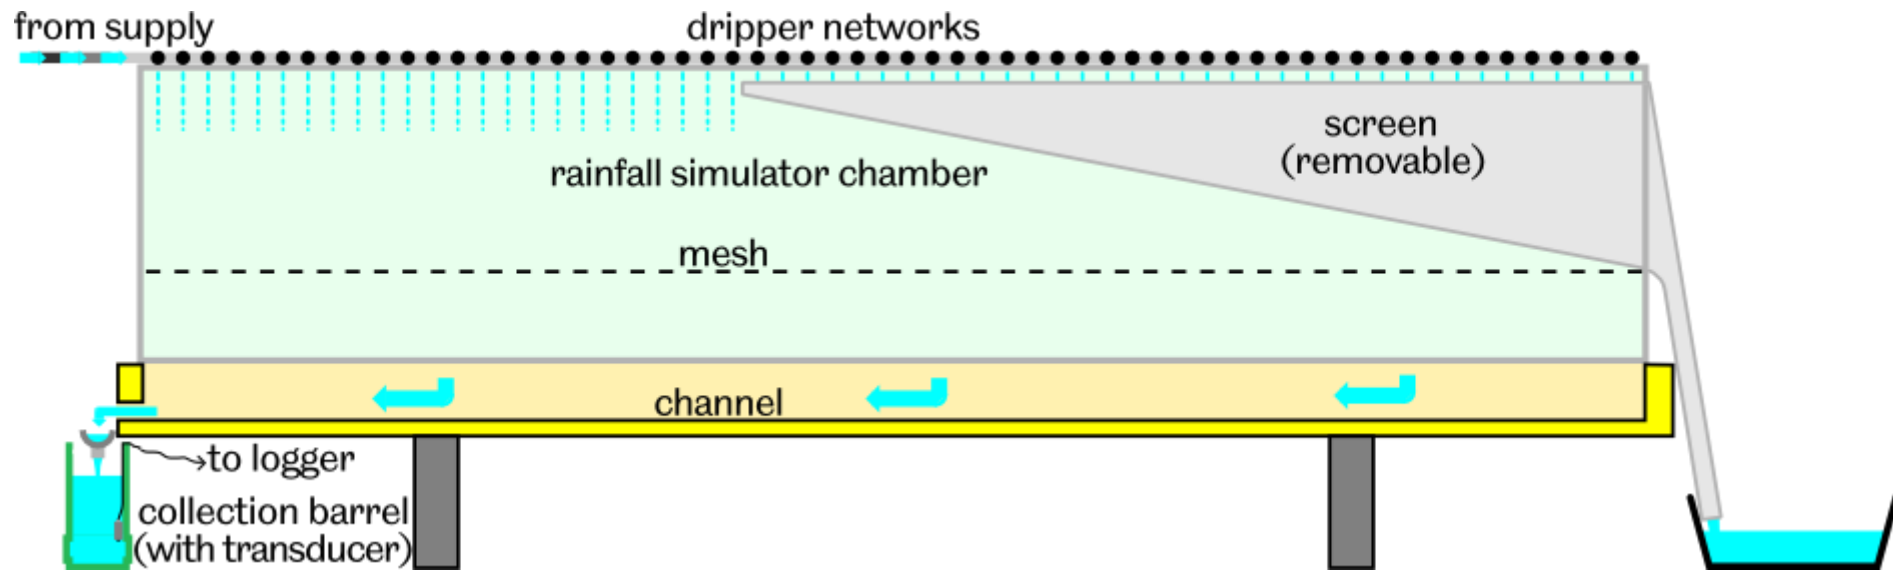 from supply
dripper networks
screen
(removable)
rainfall simulator chamber
mesh
channel
to logger
collection barrel
(with transducer)